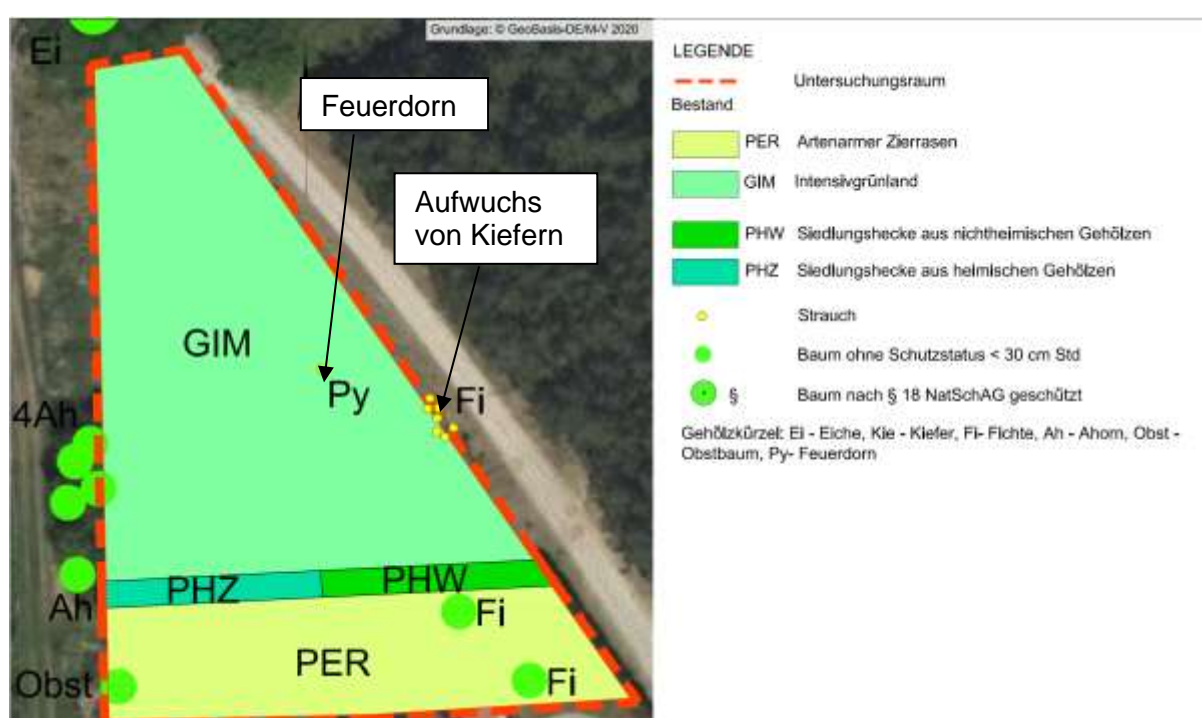 Grundlage: © GeoBasis-DE/M-V 2020
Ei
Feuerdorn
Aufwuchs
von Kiefern
GIM
Py
Fi
4Ah
PHZ
PHW
Ah
Fi
PER
Obst
Fi
LEGENDE
Untersuchungsraum
Bestand
PER Artenarmer Zierrasen
GIM Intensivgrünland
PHW Siedlungshecke aus nichtheimischen Gehölzen
PHZ Siedlungshecke aus heimischen Gehölzen
Strauch
Baum ohne Schutzstatus < 30 cm Std
§ Baum nach § 18 NatSchAG geschützt
Gehölzkürzel: Ei - Eiche, Kie - Kiefer, Fi- Fichte, Ah - Ahorn, Obst -
Obstbaum, Py- Feuerdorn